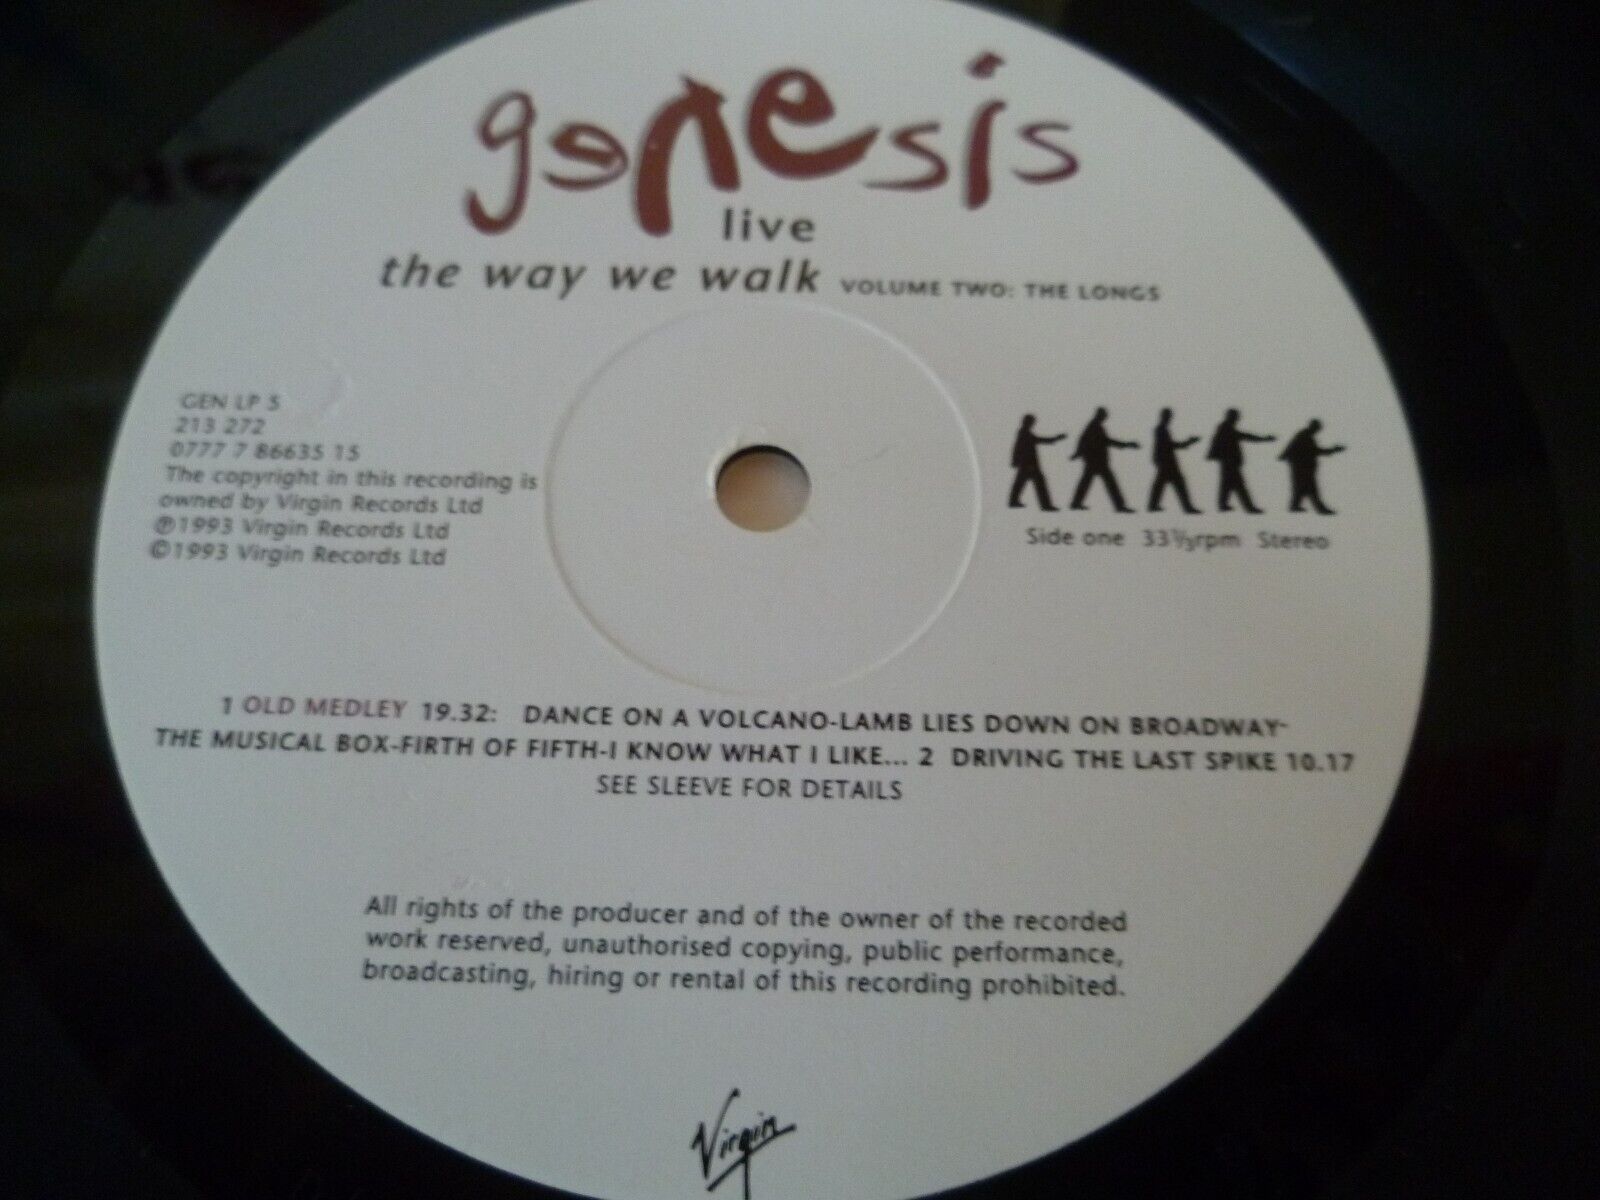 genesis
live
the way we walk VOLUME TWO: THE LONGS
GEN LP 5
213 272
0777 7 86635 15
The copyright in this recording is
owned by Virgin Records Ltd
℗1993 Virgin Records Ltd
©1993 Virgin Records Ltd
Side one 33⅓rpm Stereo
1 OLD MEDLEY 19.32: DANCE ON A VOLCANO-LAMB LIES DOWN ON BROADWAY-
THE MUSICAL BOX-FIRTH OF FIFTH-I KNOW WHAT I LIKE... 2 DRIVING THE LAST SPIKE 10.17
SEE SLEEVE FOR DETAILS
All rights of the producer and of the owner of the recorded
work reserved, unauthorised copying, public performance,
broadcasting, hiring or rental of this recording prohibited.
Virgin